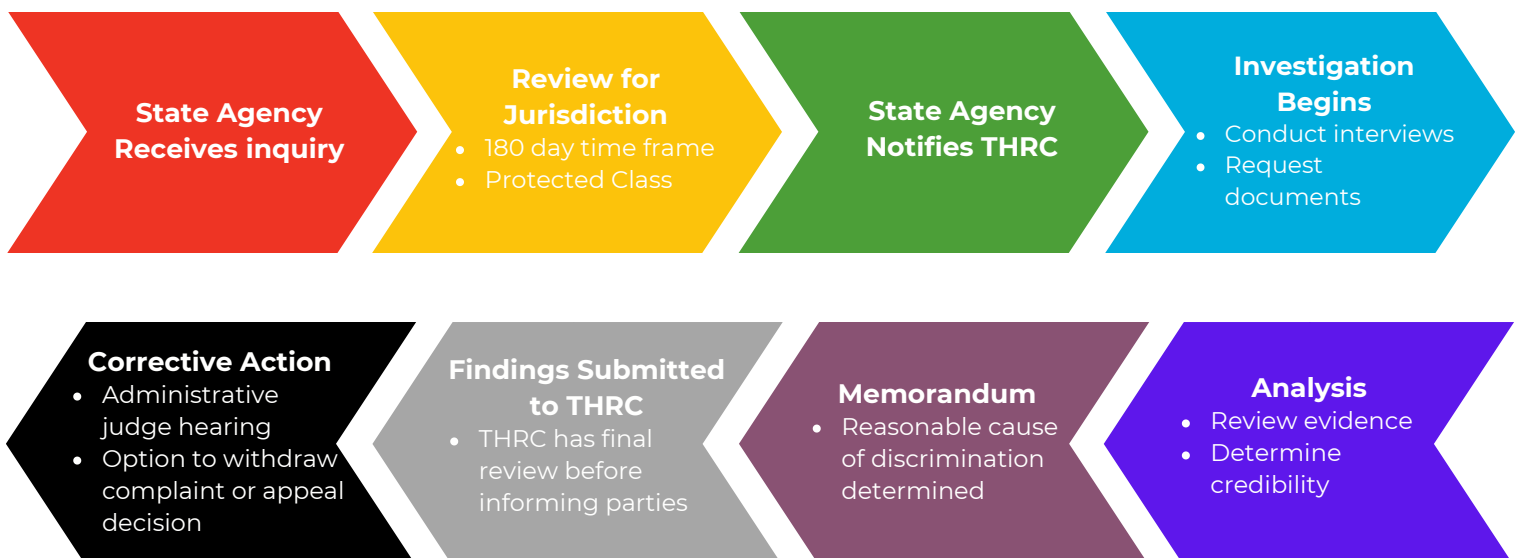 State Agency
Receives inquiry
Review for
Jurisdiction
• 180 day time frame
• Protected Class
State Agency
Notifies THRC
Investigation
Begins
• Conduct interviews
• Request
documents
Analysis
• Review evidence
• Determine
credibility
Memorandum
• Reasonable cause
of discrimination
determined
Findings Submitted
to THRC
• THRC has final
review before
informing parties
Corrective Action
• Administrative
judge hearing
• Option to withdraw
complaint or appeal
decision